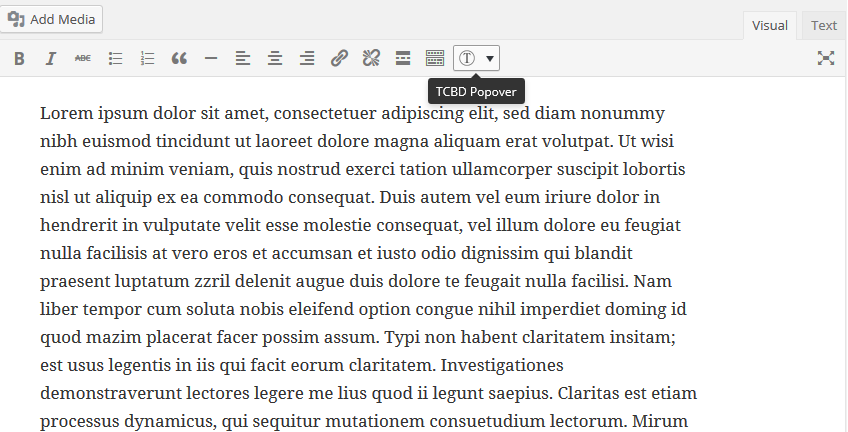 Add Media
Visual Text
B I ABC T
TCBD Popover
Lorem ipsum dolor sit amet, consectetuer adipiscing elit, sed diam nonummy
nibh euismod tincidunt ut laoreet dolore magna aliquam erat volutpat. Ut wisi
enim ad minim veniam, quis nostrud exerci tation ullamcorper suscipit lobortis
nisl ut aliquip ex ea commodo consequat. Duis autem vel eum iriure dolor in
hendrerit in vulputate velit esse molestie consequat, vel illum dolore eu feugiat
nulla facilisis at vero eros et accumsan et iusto odio dignissim qui blandit
praesent luptatum zzril delenit augue duis dolore te feugait nulla facilisi. Nam
liber tempor cum soluta nobis eleifend option congue nihil imperdiet doming id
quod mazim placerat facer possim assum. Typi non habent claritatem insitam;
est usus legentis in iis qui facit eorum claritatem. Investigationes
demonstraverunt lectores legere me lius quod ii legunt saepius. Claritas est etiam
processus dynamicus, qui sequitur mutationem consuetudium lectorum. Mirum